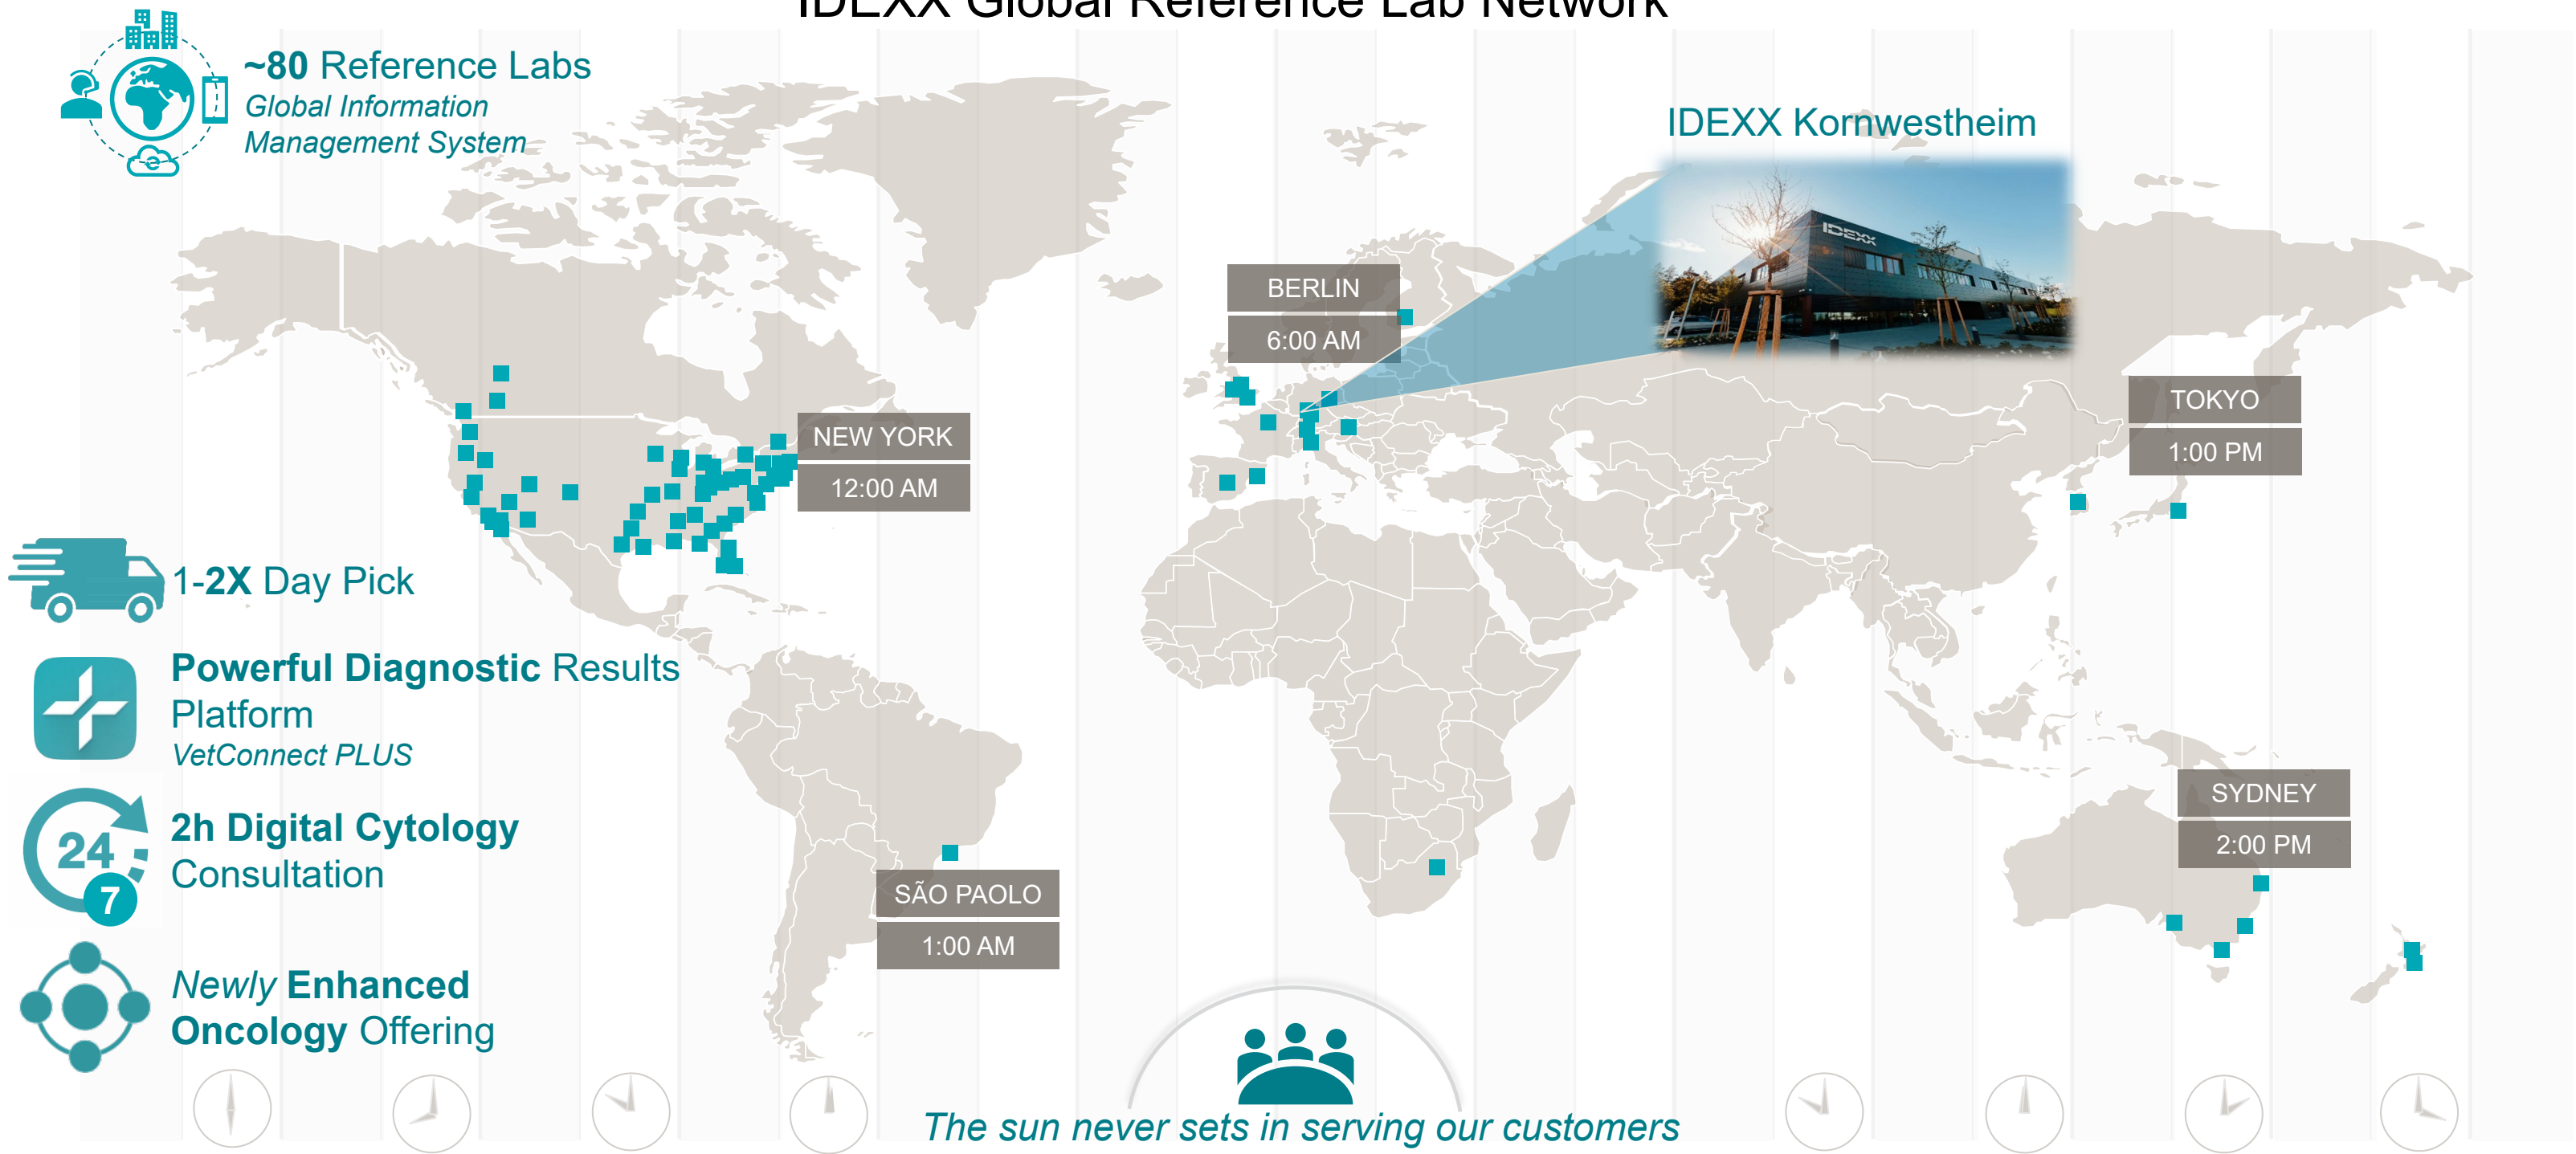 IDEXX Global Reference Lab Network
~80 Reference Labs
Global Information
Management System
IDEXX Kornwestheim
IDEXX
BERLIN
6:00 AM
TOKYO
1:00 PM
NEW YORK
12:00 AM
1-2X Day Pick
Powerful Diagnostic Results
Platform
VetConnect PLUS
SYDNEY
2:00 PM
24
7
2h Digital Cytology
Consultation
SÃO PAOLO
1:00 AM
Newly Enhanced
Oncology Offering
The sun never sets in serving our customers